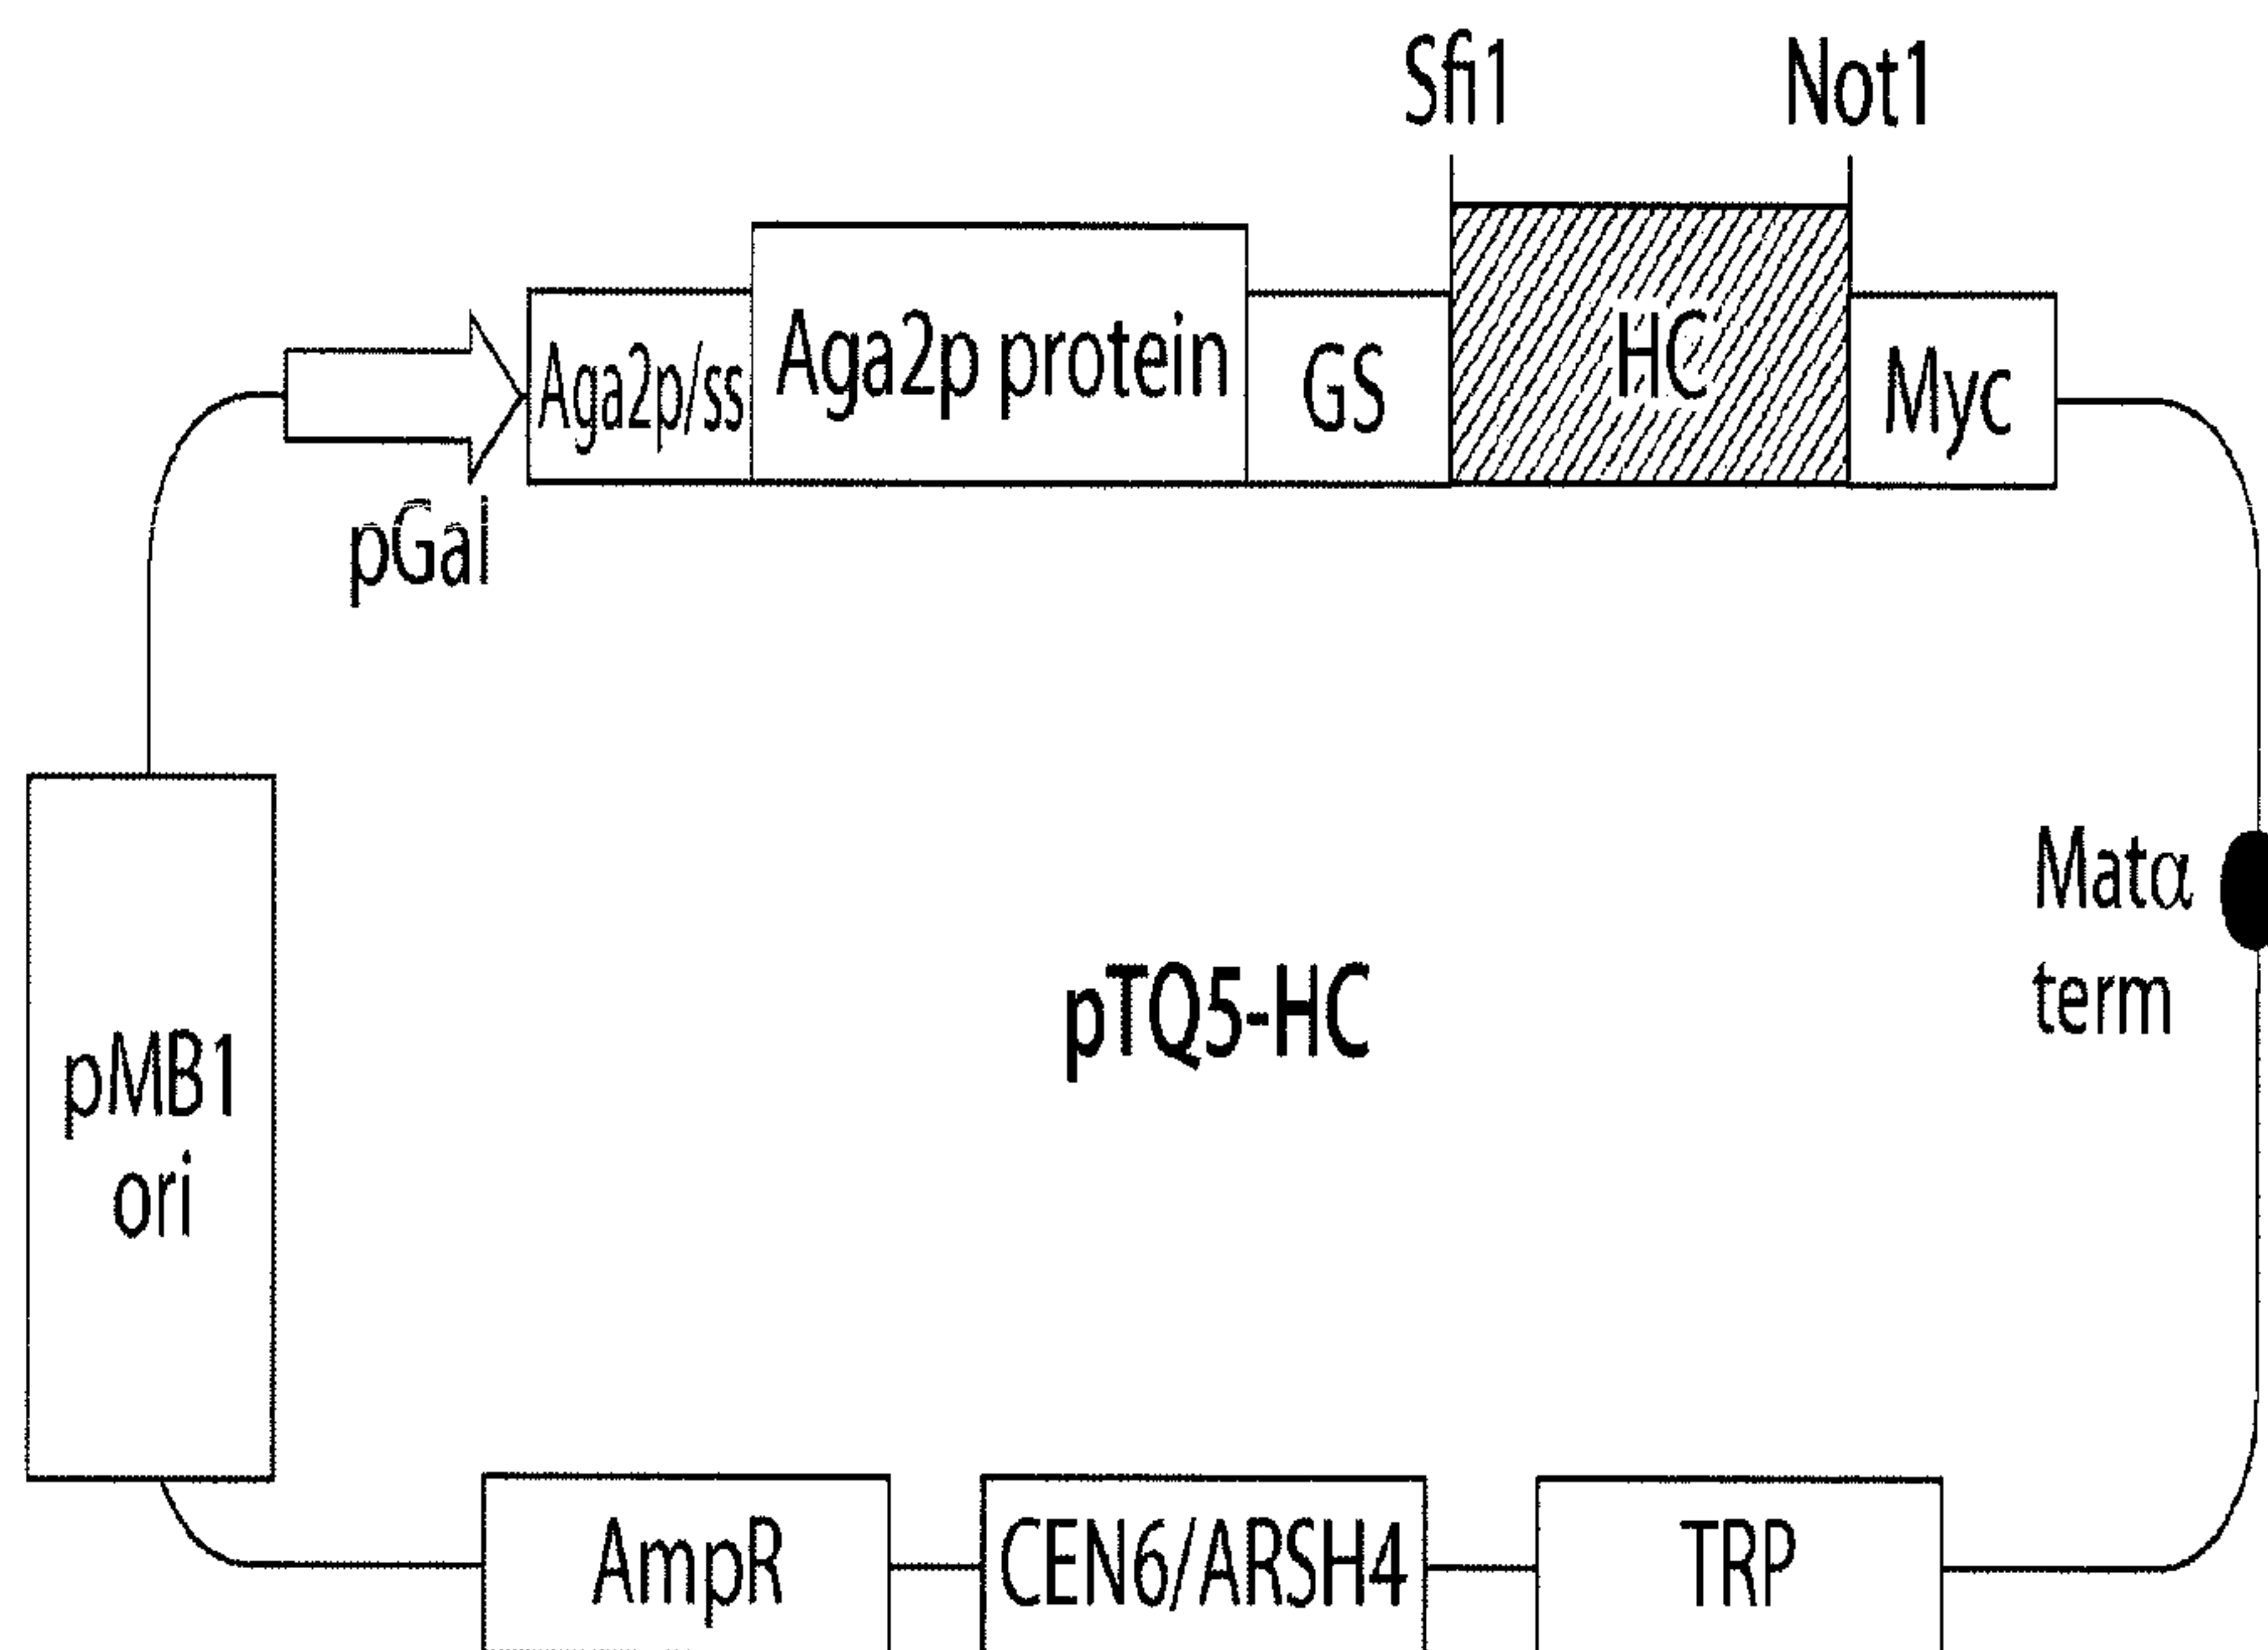 Sfi1
Not1
Aga2p/ss
Aga2p protein
GS
HC
Myc
pGal
Matα
term
pTQ5-HC
pMB1
ori
AmpR
CEN6/ARSH4
TRP